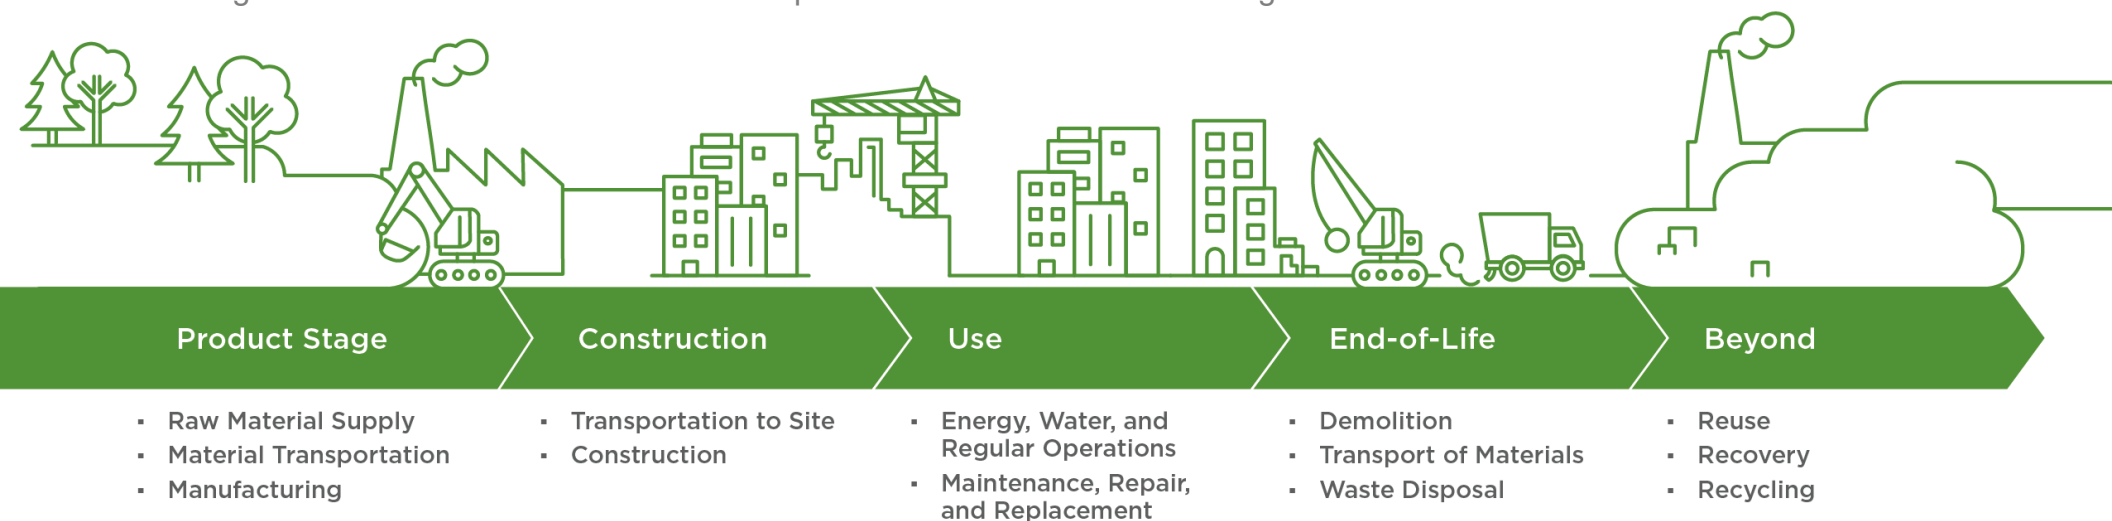 Product Stage
Construction
Use
End-of-Life
Beyond
▪ Raw Material Supply
▪ Material Transportation
▪ Manufacturing
▪ Transportation to Site
▪ Construction
▪ Energy, Water, and
Regular Operations
▪ Maintenance, Repair,
and Replacement
▪ Demolition
▪ Transport of Materials
▪ Waste Disposal
▪ Reuse
▪ Recovery
▪ Recycling